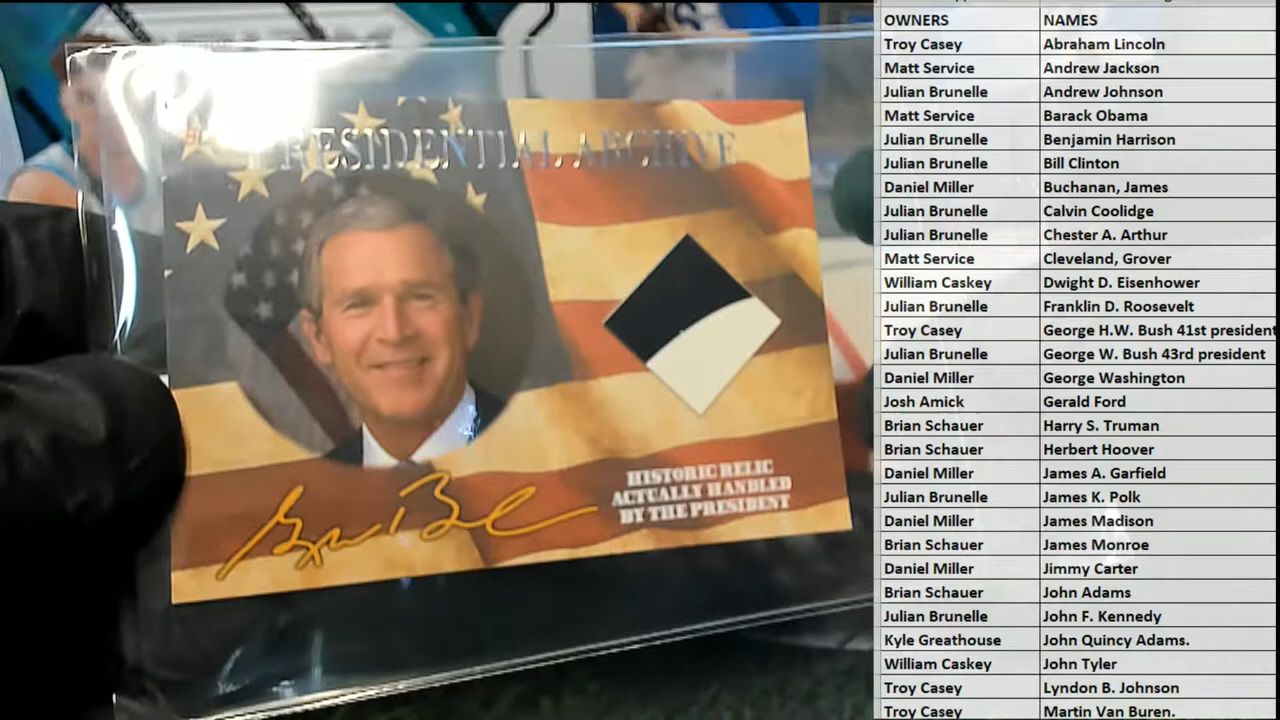 PRESIDENTIAL ARCHIVE
HISTORIC RELIC
ACTUALLY HANDLED
BY THE PRESIDENT
OWNERS NAMES
Troy Casey Abraham Lincoln
Matt Service Andrew Jackson
Julian Brunelle Andrew Johnson
Matt Service Barack Obama
Julian Brunelle Benjamin Harrison
Julian Brunelle Bill Clinton
Daniel Miller Buchanan, James
Julian Brunelle Calvin Coolidge
Julian Brunelle Chester A. Arthur
Matt Service Cleveland, Grover
William Caskey Dwight D. Eisenhower
Julian Brunelle Franklin D. Roosevelt
Troy Casey George H.W. Bush 41st president
Julian Brunelle George W. Bush 43rd president
Daniel Miller George Washington
Josh Amick Gerald Ford
Brian Schauer Harry S. Truman
Brian Schauer Herbert Hoover
Daniel Miller James A. Garfield
Julian Brunelle James K. Polk
Daniel Miller James Madison
Brian Schauer James Monroe
Daniel Miller Jimmy Carter
Brian Schauer John Adams
Julian Brunelle John F. Kennedy
Kyle Greathouse John Quincy Adams.
William Caskey John Tyler
Troy Casey Lyndon B. Johnson
Troy Casey Martin Van Buren.